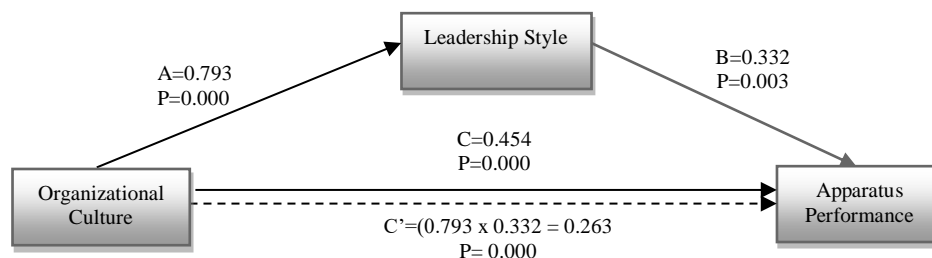 Leadership Style
A=0.793
P=0.000
B=0.332
P=0.003
C=0.454
P=0.000
Organizational
Culture
Apparatus
Performance
C’=(0.793 x 0.332 = 0.263
P= 0.000